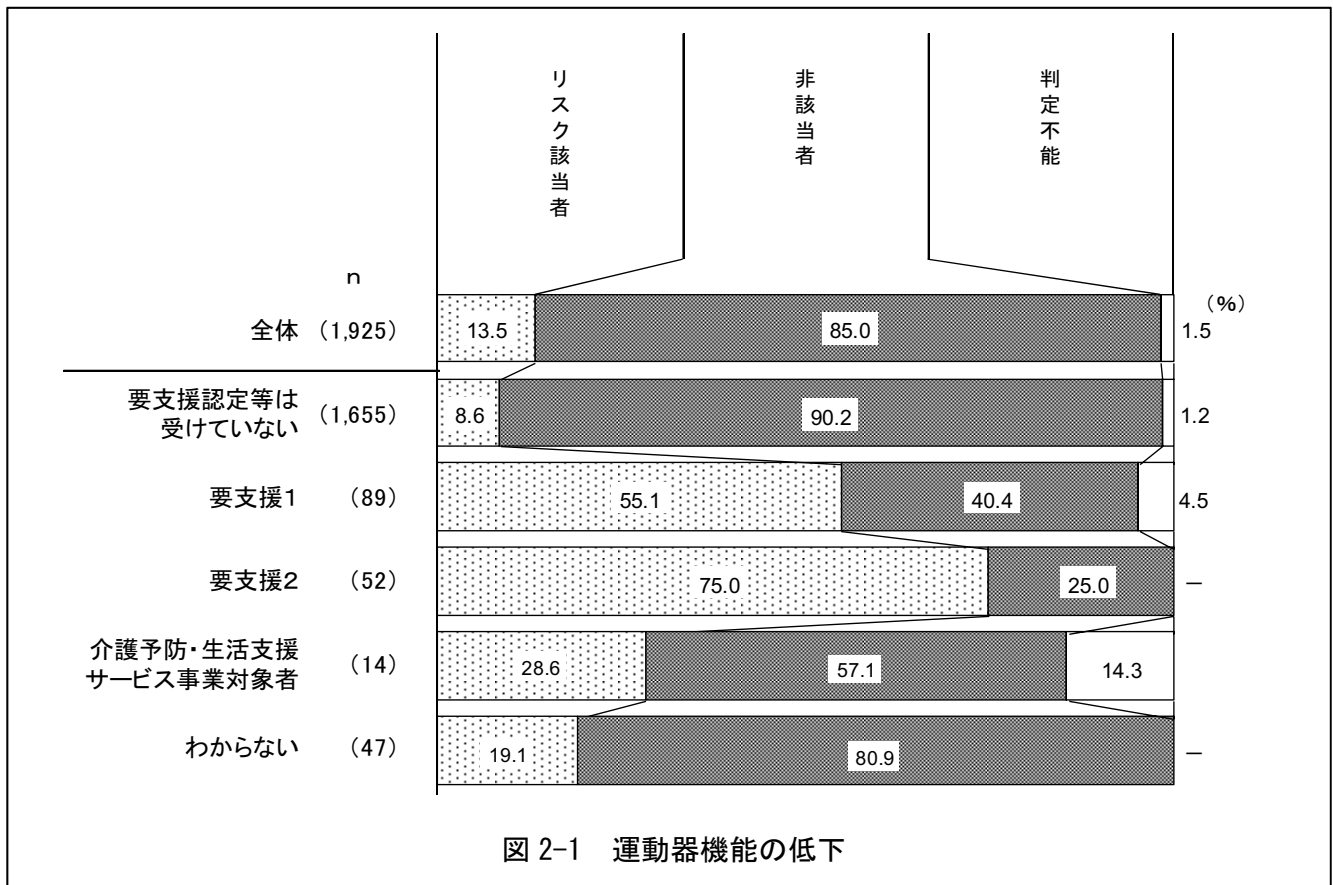 リスク該当者
非該当者
判定不能
n
(%)
全体 (1,925) 13.5 85.0 1.5
要支援認定等は
受けていない (1,655) 8.6 90.2 1.2
要支援1 (89) 55.1 40.4 4.5
要支援2 (52) 75.0 25.0 －
介護予防・生活支援
サービス事業対象者 (14) 28.6 57.1 14.3
わからない (47) 19.1 80.9 －
図 2-1 運動器機能の低下